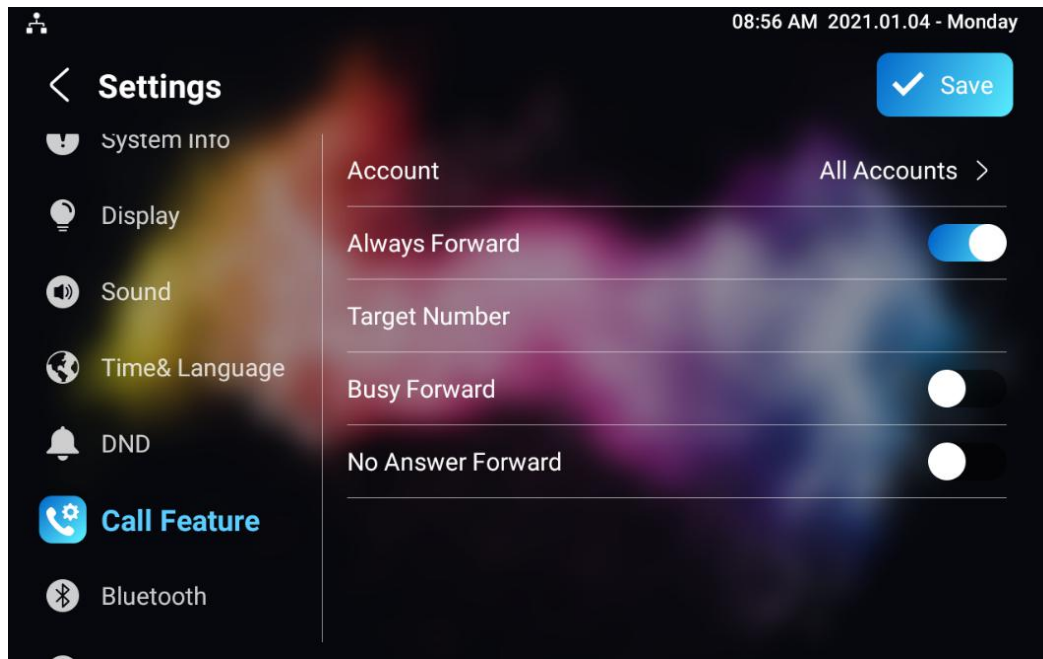 08:56 AM 2021.01.04 - Monday
Settings
Save
System Info
Display
Sound
Time& Language
DND
Call Feature
Bluetooth
Account
All Accounts
Always Forward
Target Number
Busy Forward
No Answer Forward